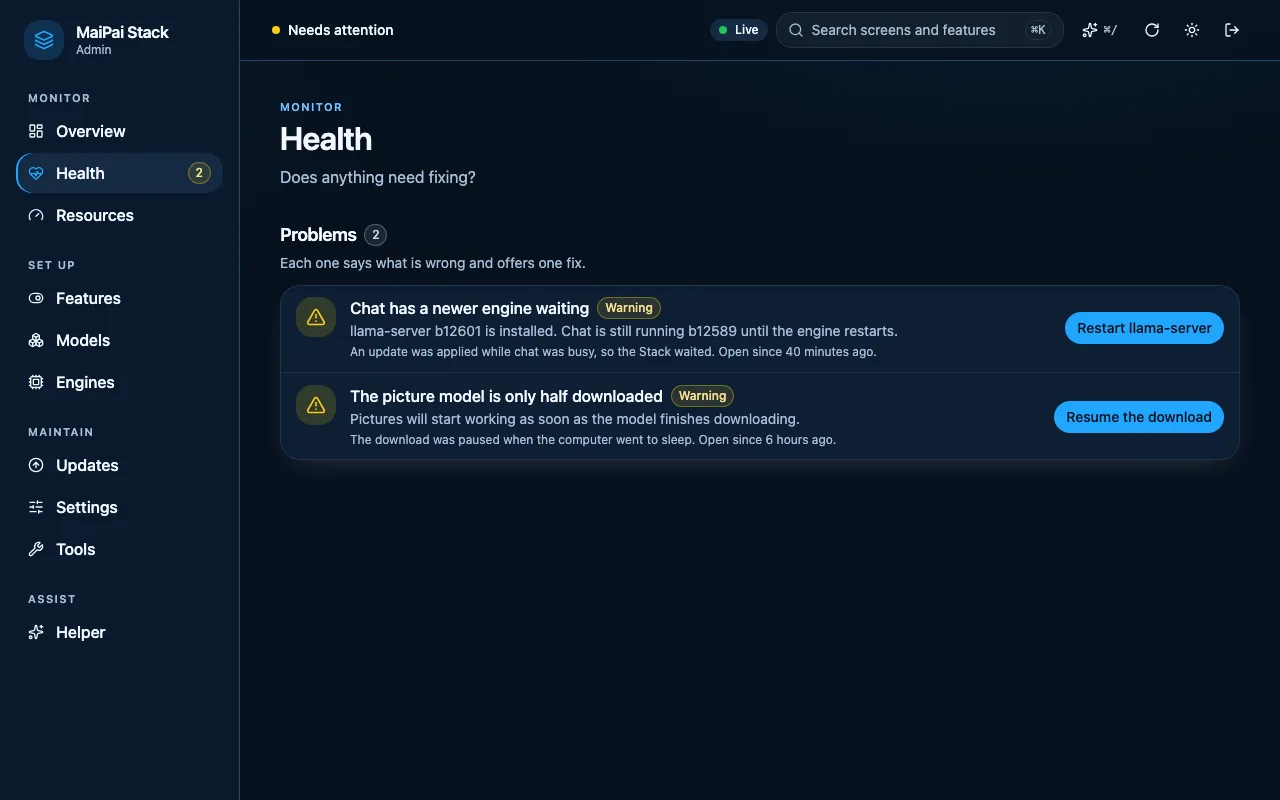 MaiPai Stack
Admin
MONITOR
Overview
Health 2
Resources
SET UP
Features
Models
Engines
MAINTAIN
Updates
Settings
Tools
ASSIST
Helper
Needs attention
Live
Search screens and features ⌘K
⌘/
MONITOR
Health
Does anything need fixing?
Problems 2
Each one says what is wrong and offers one fix.
Chat has a newer engine waiting Warning
llama-server b12601 is installed. Chat is still running b12589 until the engine restarts.
An update was applied while chat was busy, so the Stack waited. Open since 40 minutes ago.
Restart llama-server
The picture model is only half downloaded Warning
Pictures will start working as soon as the model finishes downloading.
The download was paused when the computer went to sleep. Open since 6 hours ago.
Resume the download